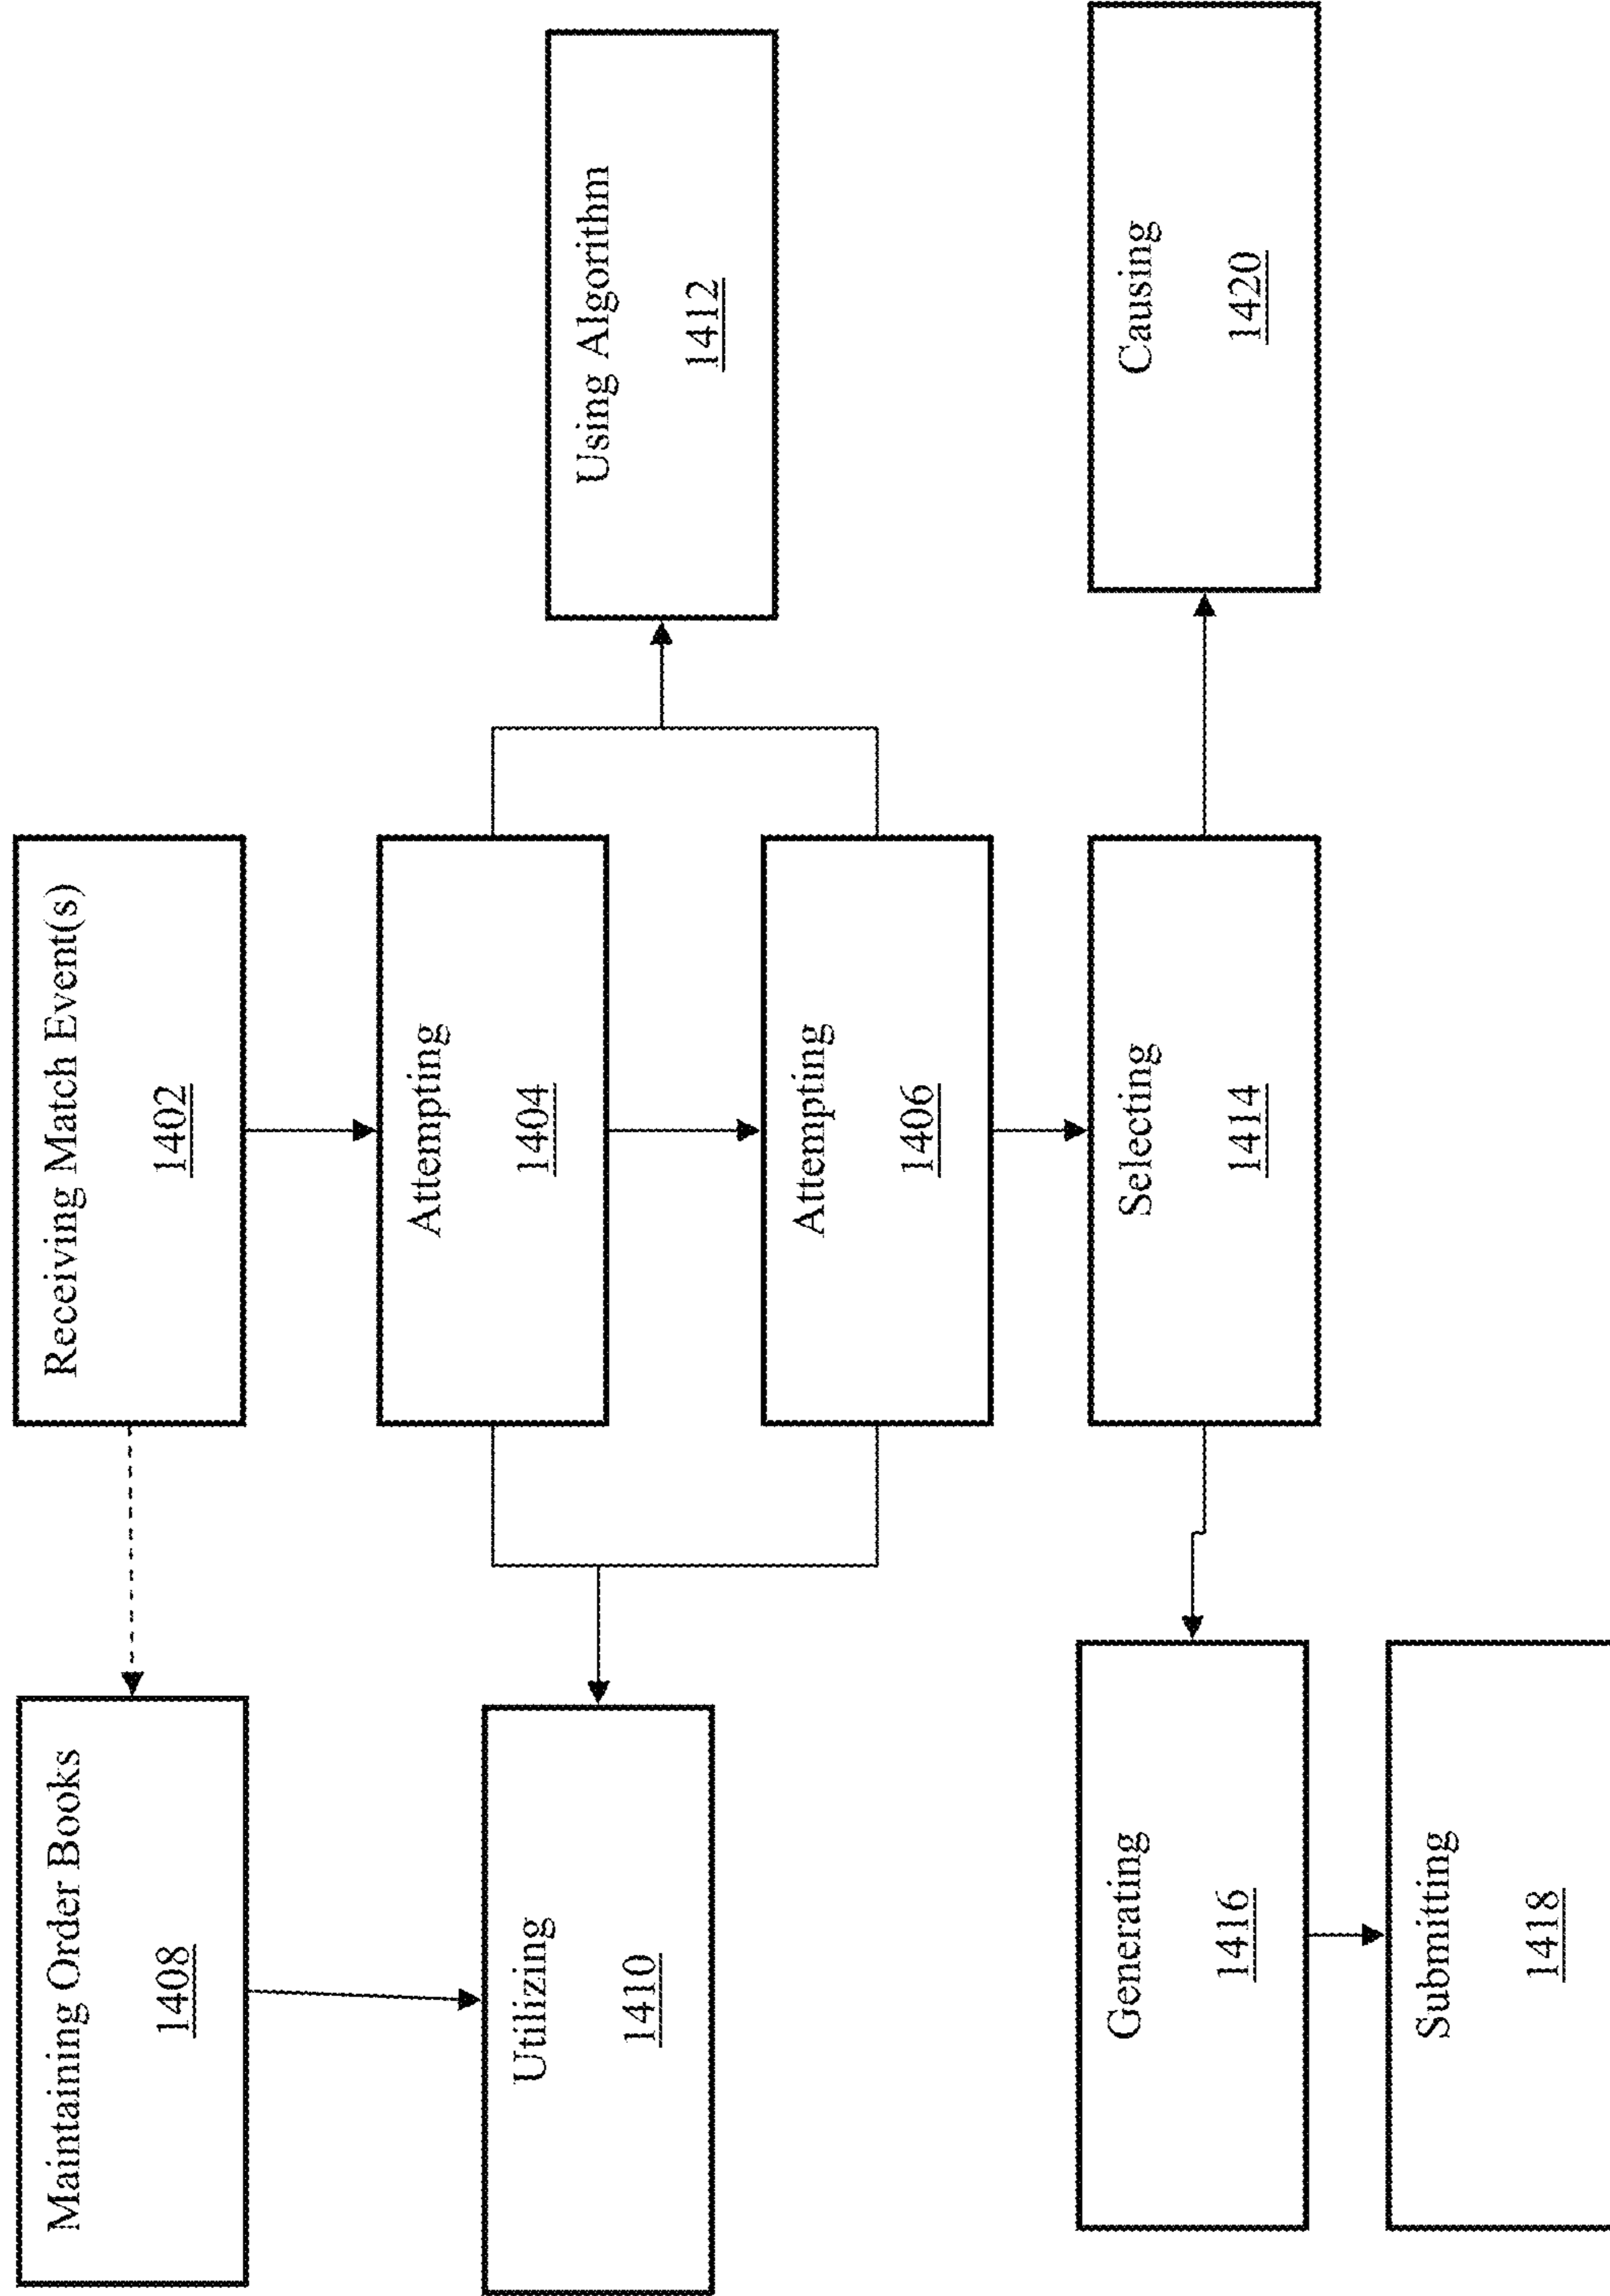 Maintaining Order Books
1408
Receiving Match Event(s)
1402
Utilizing
1410
Attempting
1404
Using Algorithm
1412
Attempting
1406
Generating
1416
Selecting
1414
Causing
1420
Submitting
1418